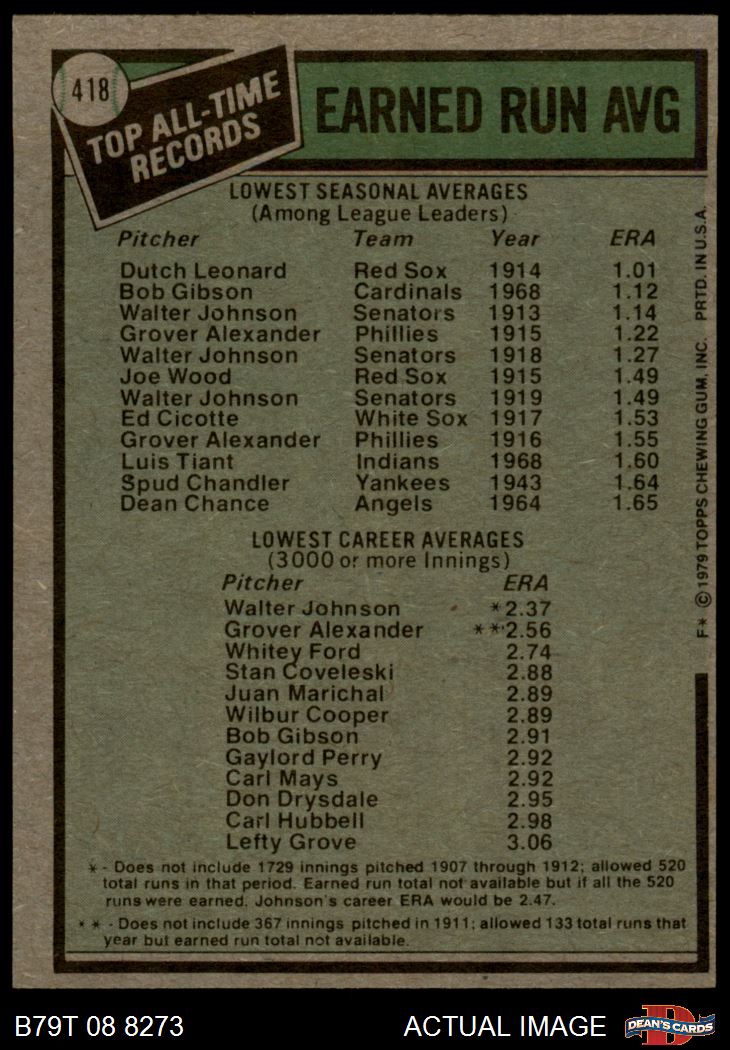 418
TOP ALL-TIME RECORDS
EARNED RUN AVG
LOWEST SEASONAL AVERAGES
(Among League Leaders)
Pitcher Team Year ERA
Dutch Leonard Red Sox 1914 1.01
Bob Gibson Cardinals 1968 1.12
Walter Johnson Senators 1913 1.14
Grover Alexander Phillies 1915 1.22
Walter Johnson Senators 1918 1.27
Joe Wood Red Sox 1915 1.49
Walter Johnson Senators 1919 1.49
Ed Cicotte White Sox 1917 1.53
Grover Alexander Phillies 1916 1.55
Luis Tiant Indians 1968 1.60
Spud Chandler Yankees 1943 1.64
Dean Chance Angels 1964 1.65
LOWEST CAREER AVERAGES
(3000 or more Innings)
Pitcher ERA
Walter Johnson *2.37
Grover Alexander **2.56
Whitey Ford 2.74
Stan Coveleski 2.88
Juan Marichal 2.89
Wilbur Cooper 2.89
Bob Gibson 2.91
Gaylord Perry 2.92
Carl Mays 2.92
Don Drysdale 2.95
Carl Hubbell 2.98
Lefty Grove 3.06
* - Does not include 1729 innings pitched 1907 through 1912; allowed 520
total runs in that period. Earned run total not available but if all the 520
runs were earned. Johnson's career ERA would be 2.47.
* * - Does not include 367 innings pitched in 1911; allowed 133 total runs that
year but earned run total not available.
F* © 1979 TOPPS CHEWING GUM, INC. PRTD. IN U.S.A.
B79T 08 8273 ACTUAL IMAGE
D
DEAN'S CARDS